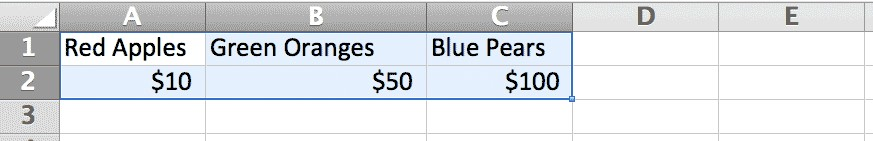 A B C D E
1 Red Apples Green Oranges Blue Pears
2 $10 $50 $100
3